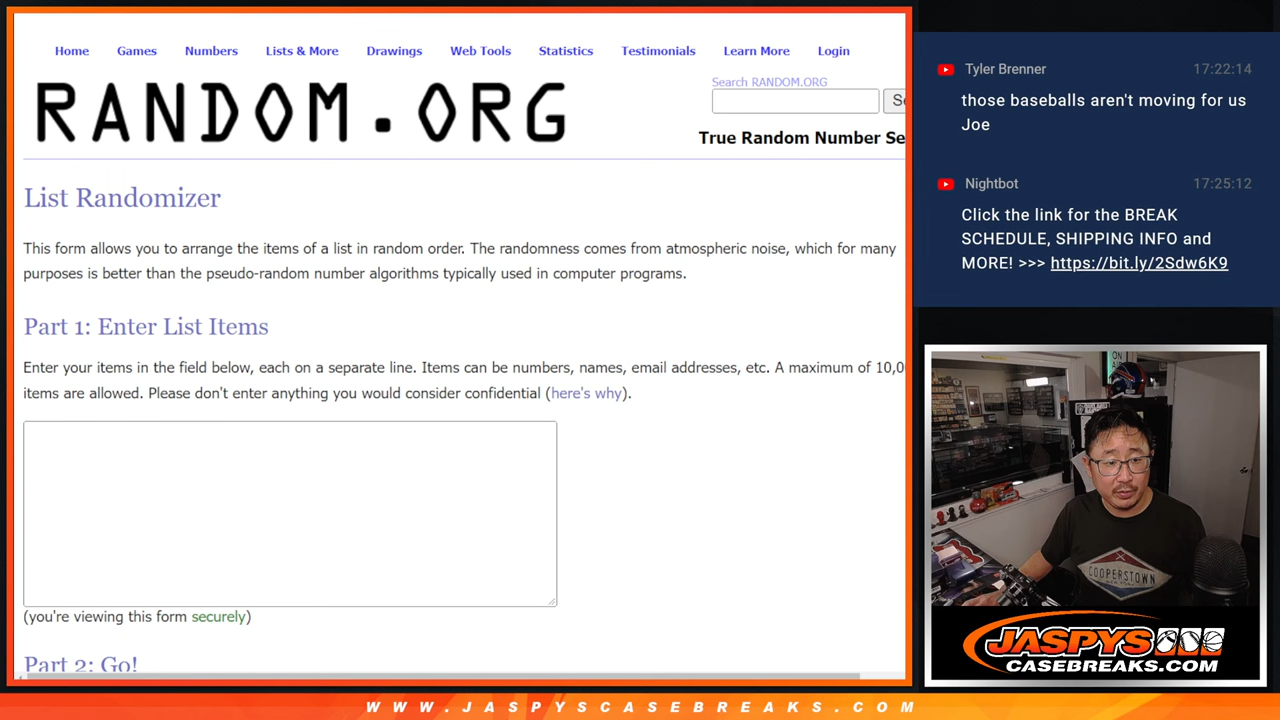 Home Games Numbers Lists & More Drawings Web Tools Statistics Testimonials Learn More Login
Search RANDOM.ORG
RANDOM.ORG
True Random Number Se
List Randomizer
This form allows you to arrange the items of a list in random order. The randomness comes from atmospheric noise, which for many
purposes is better than the pseudo-random number algorithms typically used in computer programs.
Part 1: Enter List Items
Enter your items in the field below, each on a separate line. Items can be numbers, names, email addresses, etc. A maximum of 10,0
items are allowed. Please don't enter anything you would consider confidential (here's why).
(you're viewing this form securely)
Part 2: Go!
Tyler Brenner 17:22:14
those baseballs aren't moving for us
Joe
Nightbot 17:25:12
Click the link for the BREAK
SCHEDULE, SHIPPING INFO and
MORE! >>> https://bit.ly/2Sdw6K9
ON
AIR
COOPERSTOWN
JASPYS
CASEBREAKS.COM
WWW.JASPYSCASEBREAKS.COM